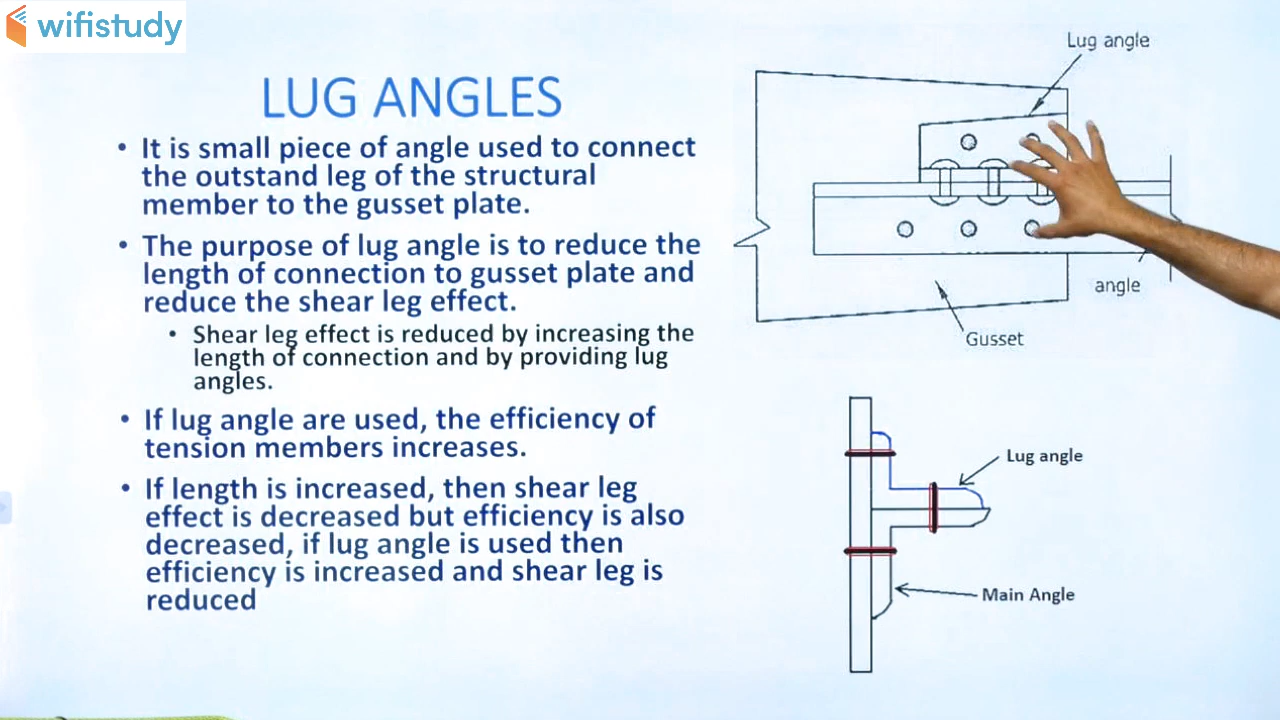 wifistudy
LUG ANGLES
• It is small piece of angle used to connect
the outstand leg of the structural
member to the gusset plate.
• The purpose of lug angle is to reduce the
length of connection to gusset plate and
reduce the shear leg effect.
• Shear leg effect is reduced by increasing the
length of connection and by providing lug
angles.
• If lug angle are used, the efficiency of
tension members increases.
• If length is increased, then shear leg
effect is decreased but efficiency is also
decreased, if lug angle is used then
efficiency is increased and shear leg is
reduced
Lug angle
angle
Gusset
Lug angle
Main Angle